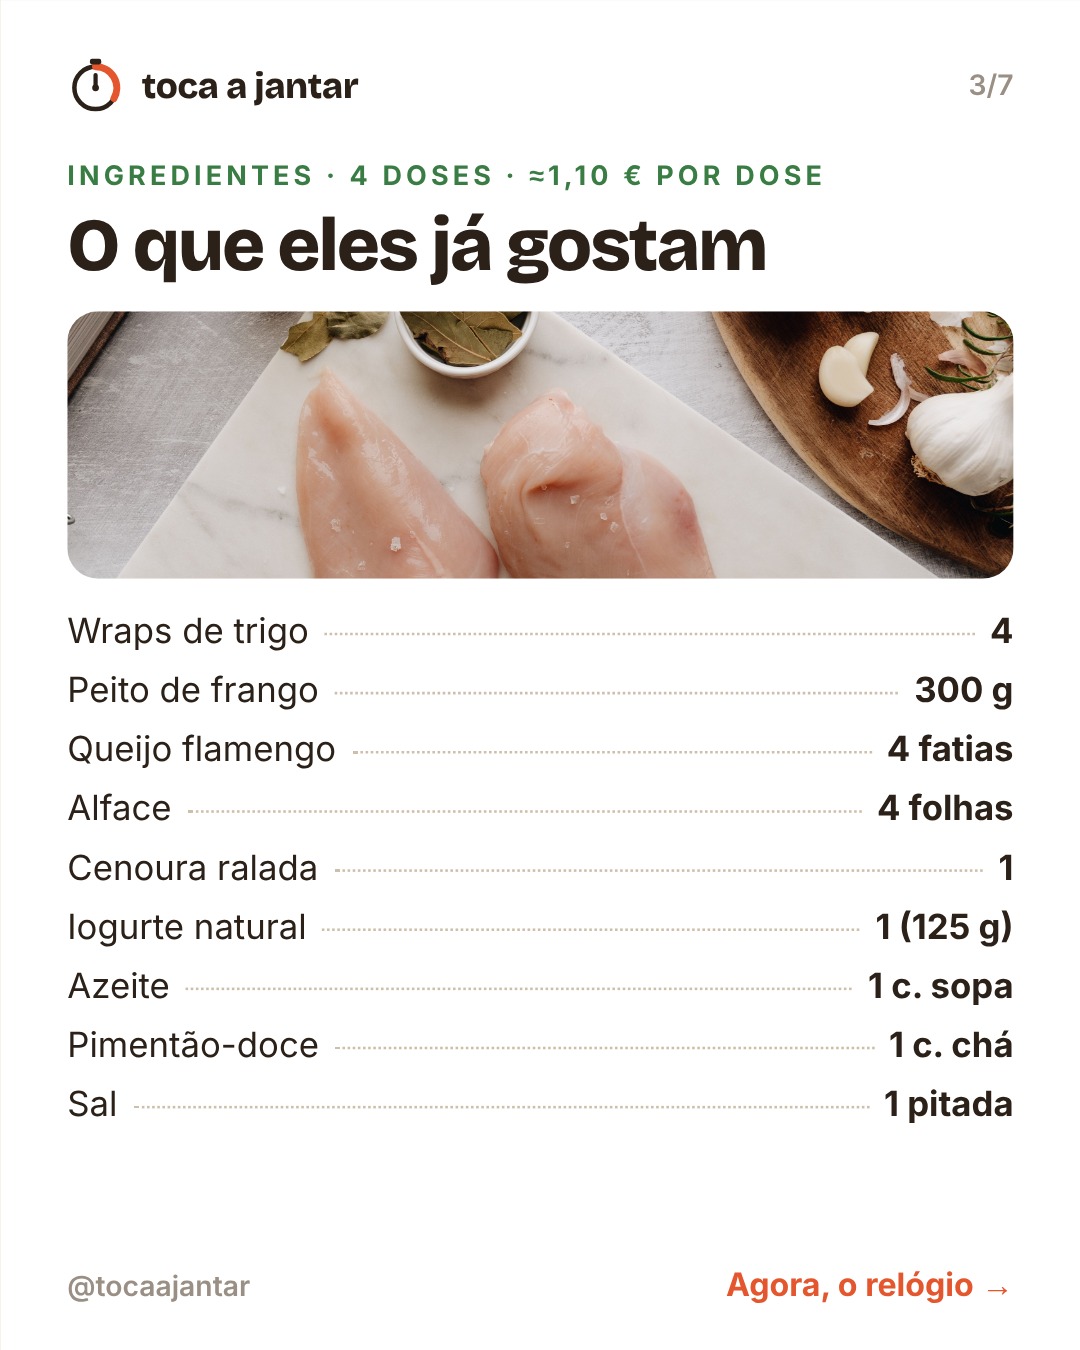 toca a jantar
3/7
INGREDIENTES · 4 DOSES · ≈1,10 € POR DOSE
O que eles já gostam
Wraps de trigo 4
Peito de frango 300 g
Queijo flamengo 4 fatias
Alface 4 folhas
Cenoura ralada 1
Iogurte natural 1 (125 g)
Azeite 1 c. sopa
Pimentão-doce 1 c. chá
Sal 1 pitada
@tocaajantar
Agora, o relógio →